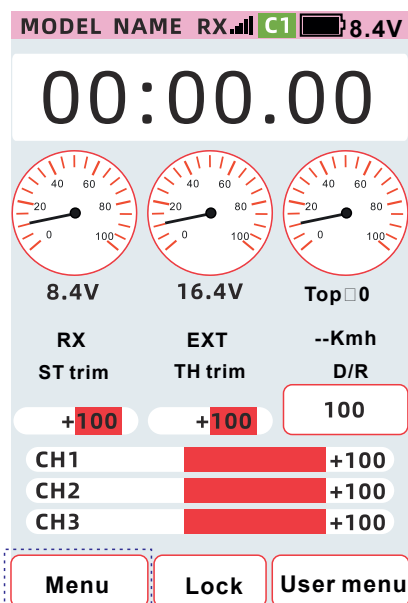 MODEL NAME RX C1 8.4V
00:00.00
40 60 40 60 40 60
20 80 20 80 20 80
0 100 0 100 0 100
8.4V 16.4V Top□0
RX EXT --Kmh
ST trim TH trim D/R
+100 +100 100
CH1 +100
CH2 +100
CH3 +100
Menu Lock User menu